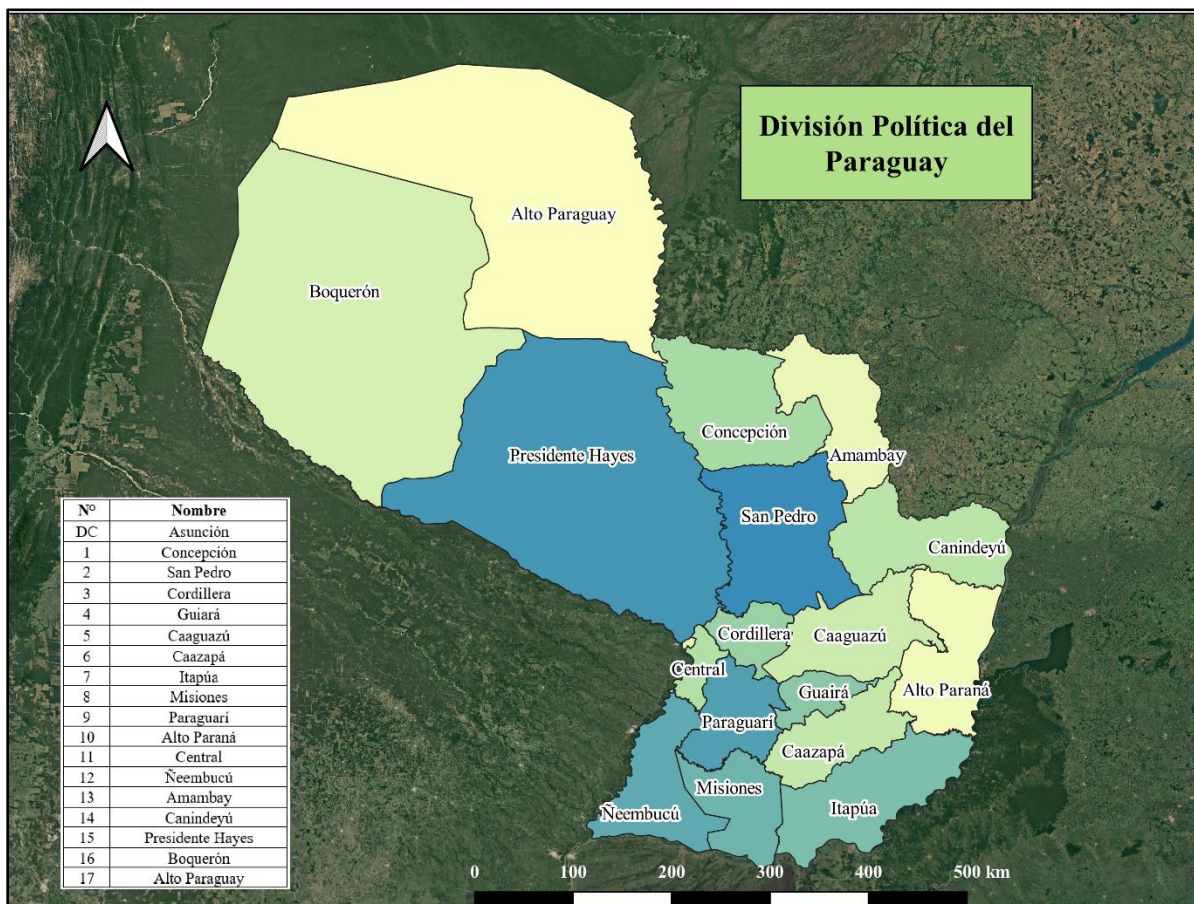 División Política del
Paraguay
Alto Paraguay
Boquerón
Concepción
Presidente Hayes
Amambay
San Pedro
Canindeyú
Cordillera
Caaguazú
Central
Guairá
Alto Paraná
Paraguarí
Caazapá
Misiones
Itapúa
Ñeembucú
N° Nombre
DC Asunción
1 Concepción
2 San Pedro
3 Cordillera
4 Guiará
5 Caaguazú
6 Caazapá
7 Itapúa
8 Misiones
9 Paraguarí
10 Alto Paraná
11 Central
12 Ñeembucú
13 Amambay
14 Canindeyú
15 Presidente Hayes
16 Boquerón
17 Alto Paraguay
0 100 200 300 400 500 km